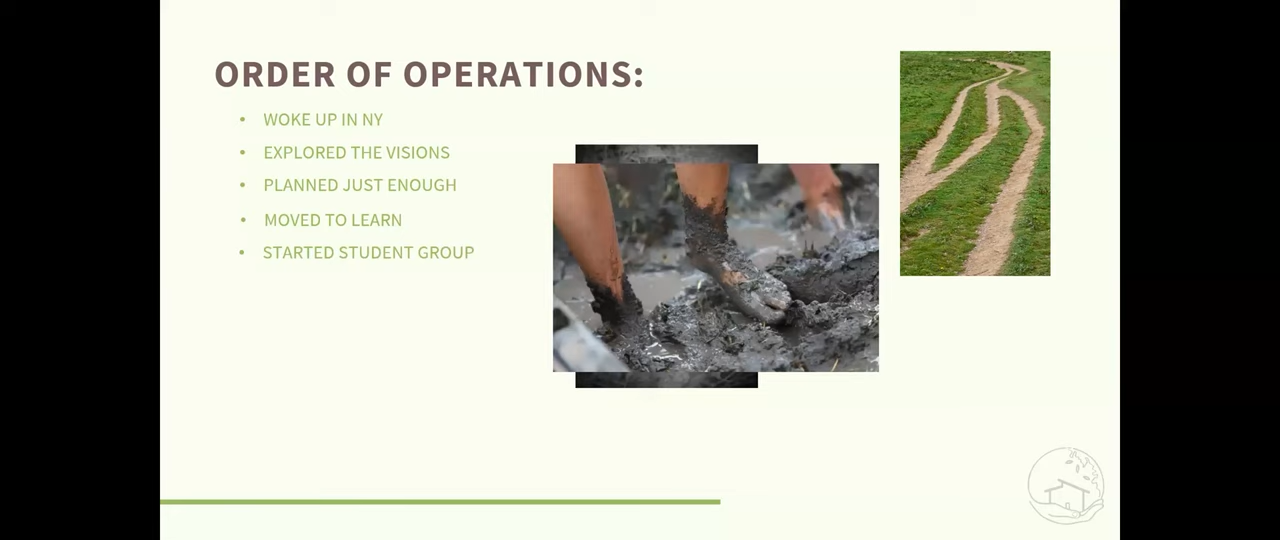 ORDER OF OPERATIONS:
• WOKE UP IN NY
• EXPLORED THE VISIONS
• PLANNED JUST ENOUGH
• MOVED TO LEARN
• STARTED STUDENT GROUP